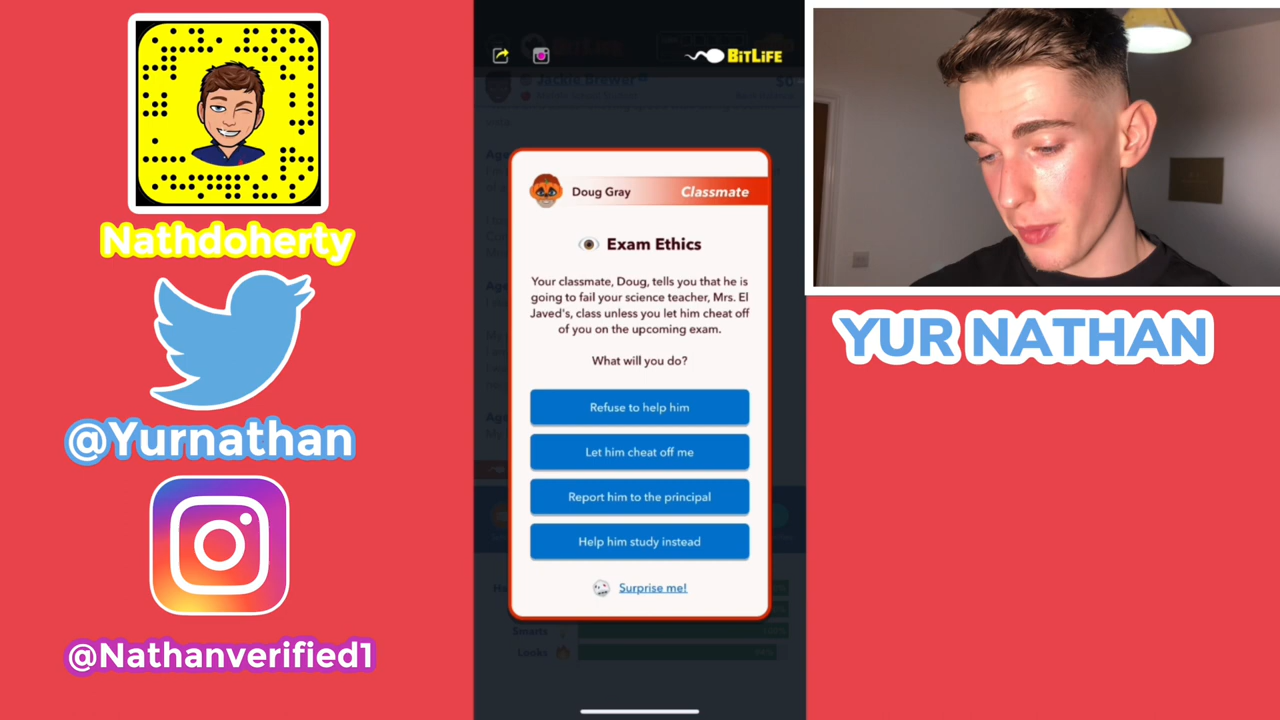 Nathdoherty
@Yurnathan
@Nathanverified1
BITLIFE
Jackie Brewer
$0
Doug Gray
Classmate
Exam Ethics
Your classmate, Doug, tells you that he is
going to fail your science teacher, Mrs. El
Javed's, class unless you let him cheat off
of you on the upcoming exam.
What will you do?
Refuse to help him
Let him cheat off me
Report him to the principal
Help him study instead
Surprise me!
Smarts
Looks
YUR NATHAN